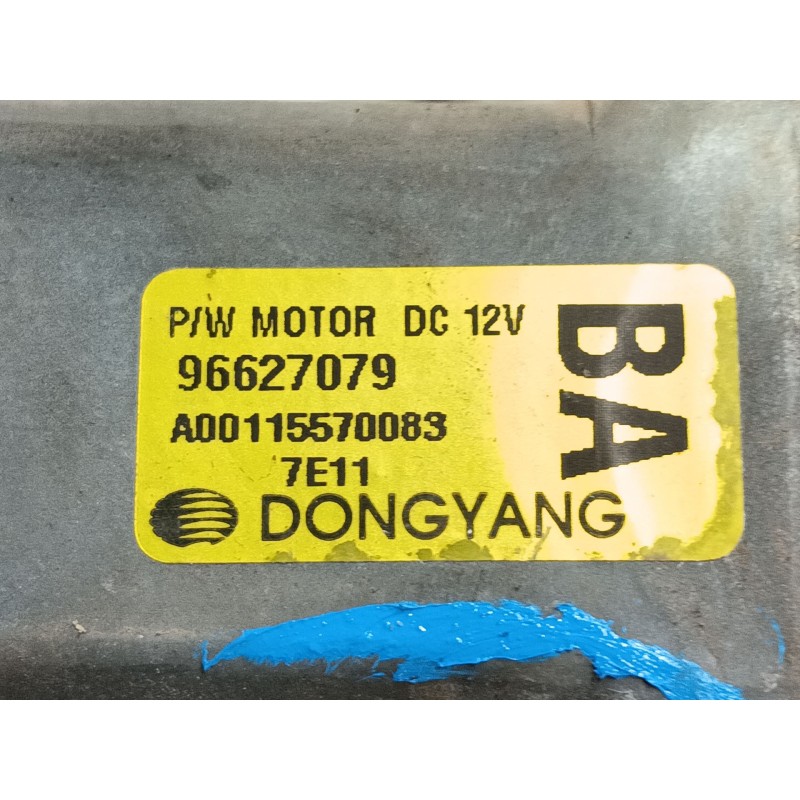 P/W MOTOR DC 12V
96627079
A00115570083
7E11
DONGYANG
BA